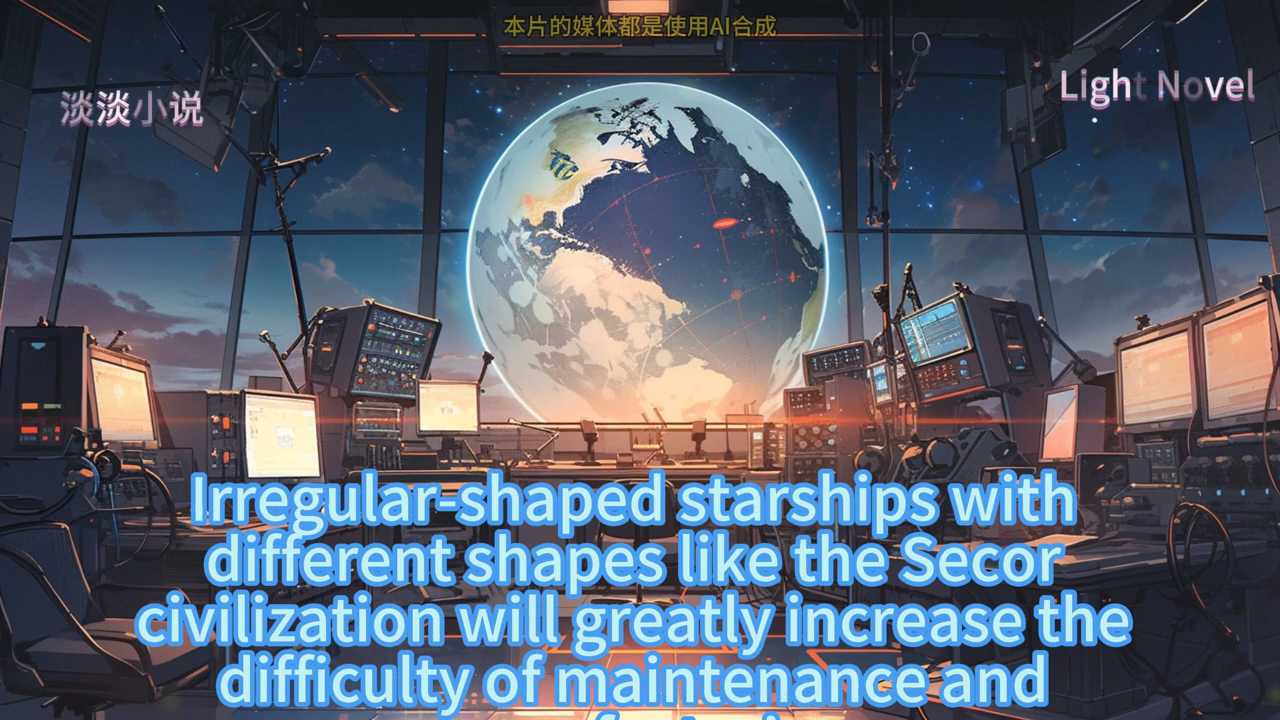 本片的媒体都是使用AI合成
淡淡小说
Light Novel
Irregular-shaped starships with
different shapes like the Secor
civilization will greatly increase the
difficulty of maintenance and